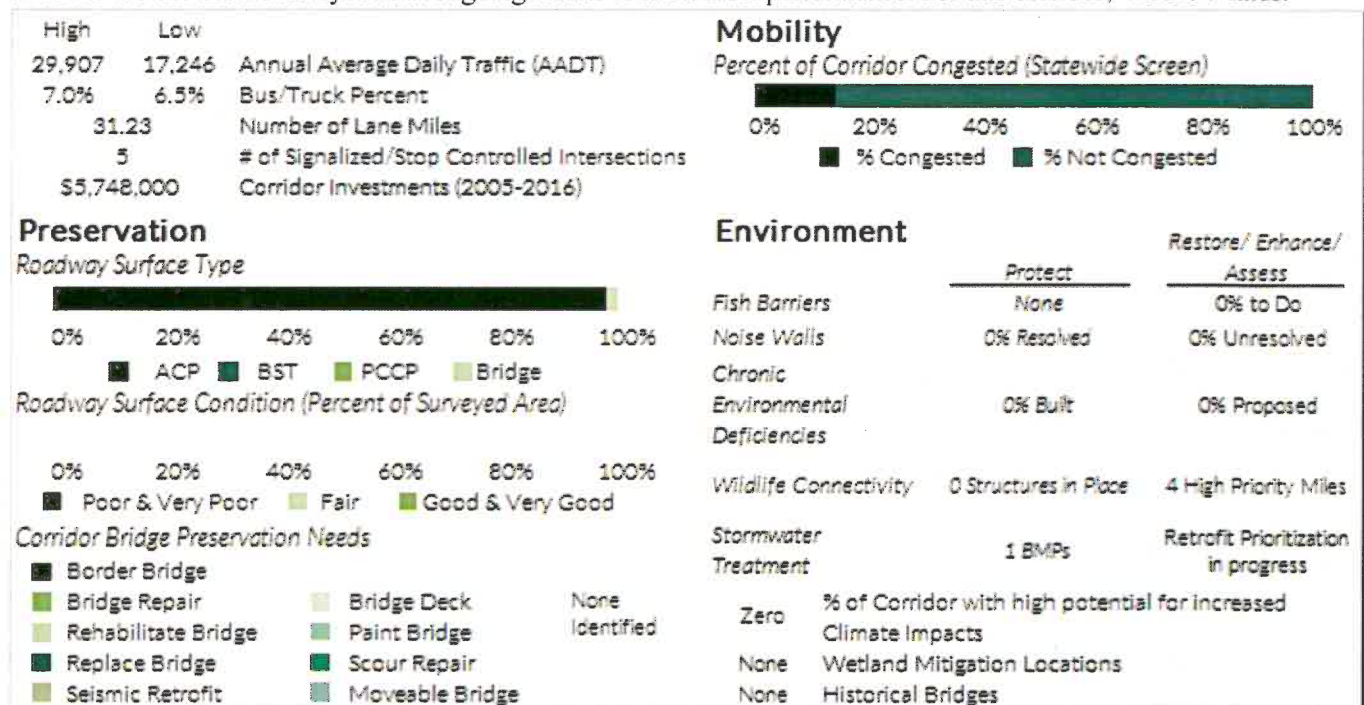 High Low
29,907 17,246 Annual Average Daily Traffic (AADT)
7.0% 6.5% Bus/Truck Percent
31.23 Number of Lane Miles
5 # of Signalized/Stop Controlled Intersections
$5,748,000 Corridor Investments (2005-2016)
Mobility
Percent of Corridor Congested (Statewide Screen)
0% 20% 40% 60% 80% 100%
% Congested % Not Congested
Preservation
Roadway Surface Type
0% 20% 40% 60% 80% 100%
ACP BST PCCP Bridge
Roadway Surface Condition (Percent of Surveyed Area)
0% 20% 40% 60% 80% 100%
Poor & Very Poor Fair Good & Very Good
Corridor Bridge Preservation Needs
Border Bridge
Bridge Repair Bridge Deck None
Rehabilitate Bridge Paint Bridge Identified
Replace Bridge Scour Repair
Seismic Retrofit Moveable Bridge
Environment
Restore/ Enhance/
Protect Assess
Fish Barriers None 0% to Do
Noise Walls 0% Resolved 0% Unresolved
Chronic
Environmental 0% Built 0% Proposed
Deficiencies
Wildlife Connectivity 0 Structures in Place 4 High Priority Miles
Stormwater Retrofit Prioritization
Treatment 1 BMPs in progress
Zero % of Corridor with high potential for increased
Climate Impacts
None Wetland Mitigation Locations
None Historical Bridges